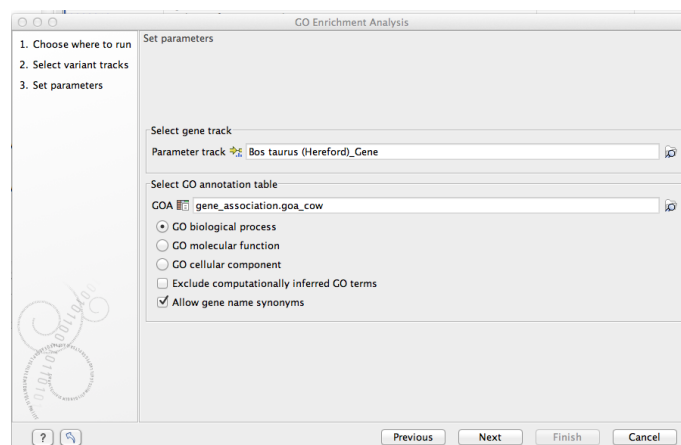 GO Enrichment Analysis
1. Choose where to run
2. Select variant tracks
3. Set parameters
Set parameters
Select gene track
Parameter track Bos taurus (Hereford)_Gene
Select GO annotation table
GOA gene_association.goa_cow
GO biological process
GO molecular function
GO cellular component
Exclude computationally inferred GO terms
Allow gene name synonyms
? Previous Next Finish Cancel